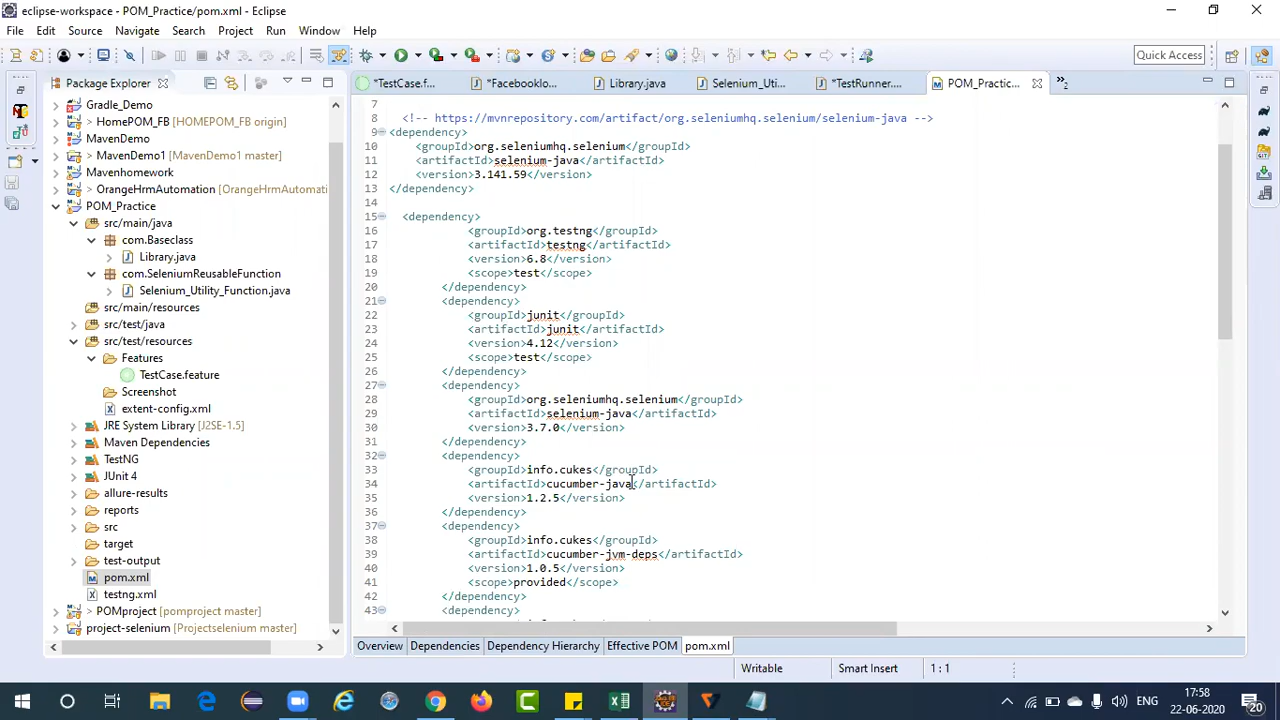 eclipse-workspace - POM_Practice/pom.xml - Eclipse
File Edit Source Navigate Search Project Run Window Help
Quick Access
Package Explorer
*TestCase.f... *Facebooklo... Library.java Selenium_Uti... *TestRunner.... POM_Practic... »2
Gradle_Demo
HOMEPOM_FB [HOMEPOM_FB origin]
MavenDemo
> MavenDemo1 [MavenDemo1 master]
Mavenhomework
> OrangeHrmAutomation [OrangeHrmAutomati
POM_Practice
src/main/java
com.Baseclass
Library.java
com.SeleniumReusableFunction
Selenium_Utility_Function.java
src/main/resources
src/test/java
src/test/resources
Features
TestCase.feature
Screenshot
extent-config.xml
JRE System Library [J2SE-1.5]
Maven Dependencies
TestNG
JUnit 4
allure-results
reports
src
target
test-output
pom.xml
testng.xml
> POMproject [pomproject master]
project-selenium [Projectselenium master]
7
8 <!-- https://mvnrepository.com/artifact/org.seleniumhq.selenium/selenium-java -->
9 <dependency>
10 <groupId>org.seleniumhq.selenium</groupId>
11 <artifactId>selenium-java</artifactId>
12 <version>3.141.59</version>
13 </dependency>
14
15 <dependency>
16 <groupId>org.testng</groupId>
17 <artifactId>testng</artifactId>
18 <version>6.8</version>
19 <scope>test</scope>
20 </dependency>
21 <dependency>
22 <groupId>junit</groupId>
23 <artifactId>junit</artifactId>
24 <version>4.12</version>
25 <scope>test</scope>
26 </dependency>
27 <dependency>
28 <groupId>org.seleniumhq.selenium</groupId>
29 <artifactId>selenium-java</artifactId>
30 <version>3.7.0</version>
31 </dependency>
32 <dependency>
33 <groupId>info.cukes</groupId>
34 <artifactId>cucumber-java</artifactId>
35 <version>1.2.5</version>
36 </dependency>
37 <dependency>
38 <groupId>info.cukes</groupId>
39 <artifactId>cucumber-jvm-deps</artifactId>
40 <version>1.0.5</version>
41 <scope>provided</scope>
42 </dependency>
43 <dependency>
Overview Dependencies Dependency Hierarchy Effective POM pom.xml
Writable Smart Insert 1 : 1
ENG
17:58
22-06-2020
20